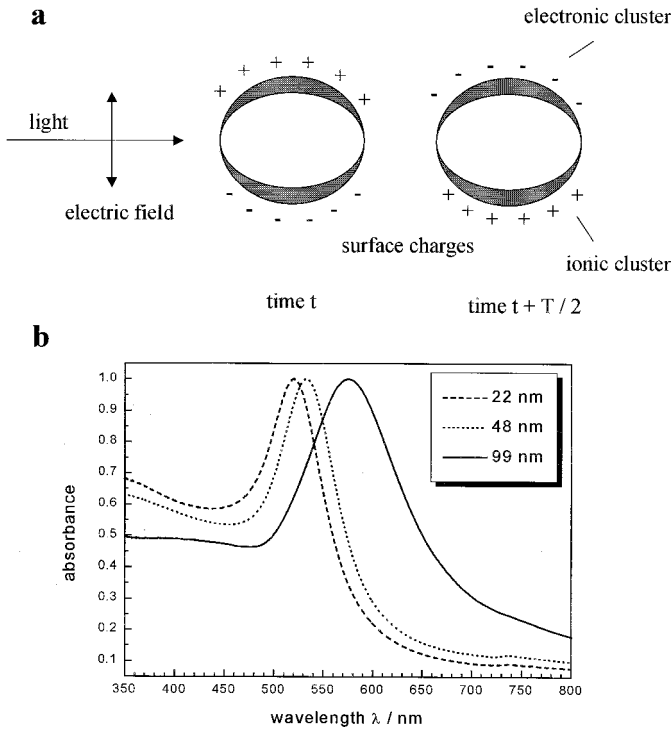 a
electronic cluster
+ + + + + +
- - - - - -
light
electric field
- - - - - -
+ + + + + +
surface charges
ionic cluster
time t
time t + T / 2
b
1.0
0.9
0.8
0.7
0.6
0.5
0.4
0.3
0.2
0.1
absorbance
22 nm
48 nm
99 nm
350 400 450 500 550 600 650 700 750 800
wavelength λ / nm